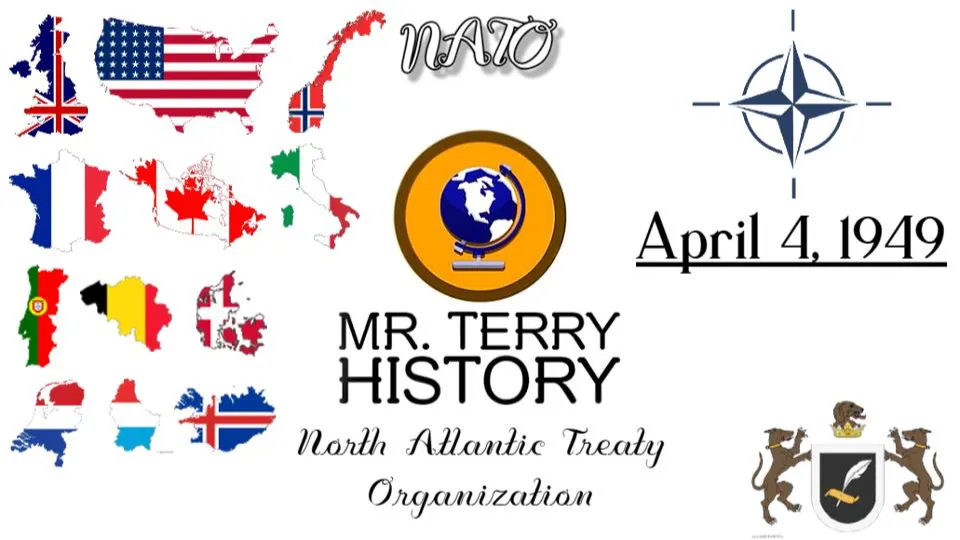 NATO
April 4, 1949
MR. TERRY
HISTORY
North Atlantic Treaty
Organization